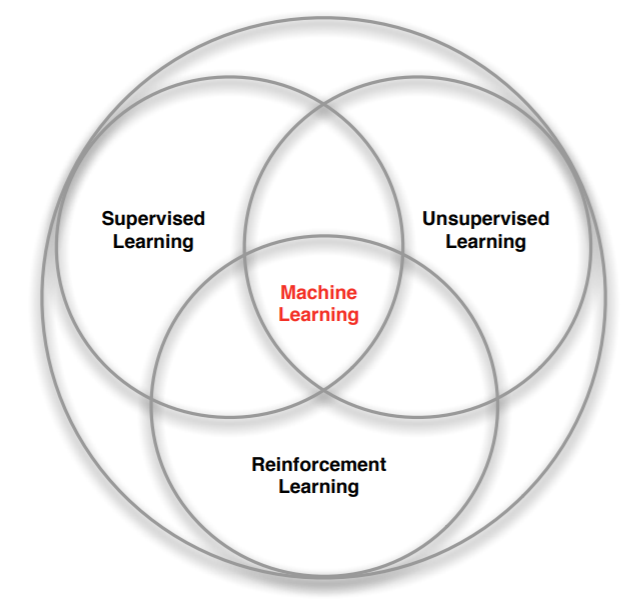 Supervised
Learning
Unsupervised
Learning
Machine
Learning
Reinforcement
Learning